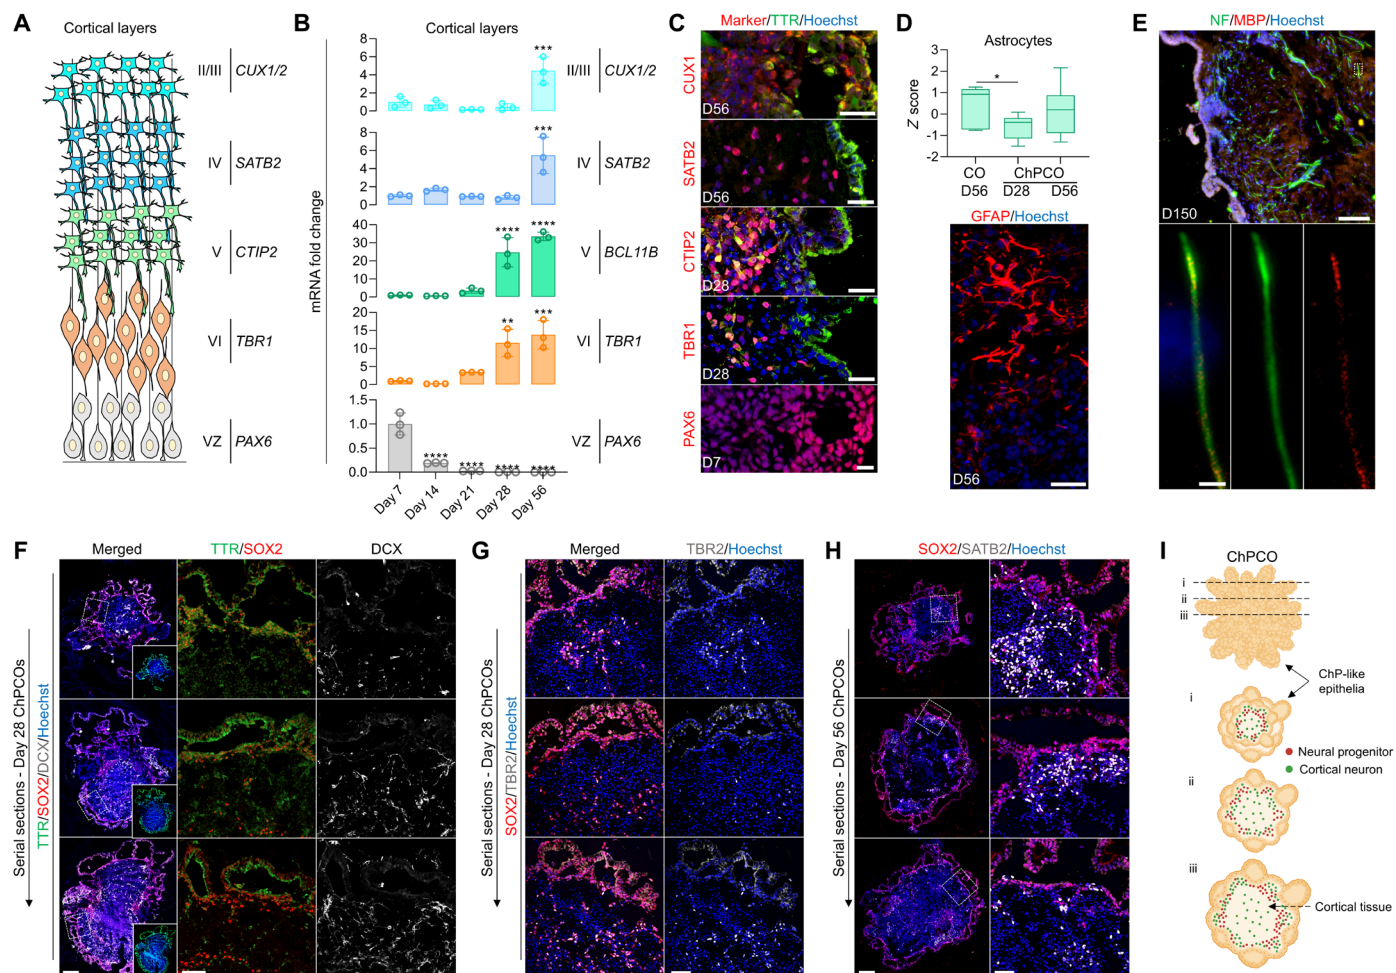 A
Cortical layers
II/III CUX1/2
IV SATB2
V CTIP2
VI TBR1
VZ PAX6
B
Cortical layers
mRNA fold change
8
6
4
2
0
***
II/III CUX1/2
8
6
4
2
0
***
IV SATB2
40
30
20
10
0
**** ****
V BCL11B
20
15
10
5
0
** ***
VI TBR1
1.5
1.0
0.5
0.0
**** **** **** ****
VZ PAX6
Day 7 Day 14 Day 21 Day 28 Day 56
C
Marker/TTR/Hoechst
CUX1
D56
SATB2
D56
CTIP2
D28
TBR1
D28
PAX6
D7
D
Astrocytes
Z score
3
2
1
0
-1
-2
*
CO ChPCO
D56 D28 D56
GFAP/Hoechst
D56
E
NF/MBP/Hoechst
D150
F
Merged TTR/SOX2 DCX
Serial sections - Day 28 ChPCOs
TTR/SOX2/DCX/Hoechst
G
Merged TBR2/Hoechst
Serial sections - Day 28 ChPCOs
SOX2/TBR2/Hoechst
H
SOX2/SATB2/Hoechst
Serial sections - Day 56 ChPCOs
I
ChPCO
i
ii
iii
ChP-like
epithelia
i
Neural progenitor
Cortical neuron
ii
iii
Cortical tissue